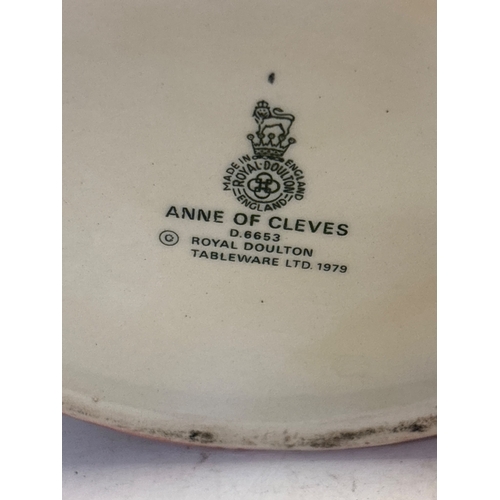 MADE IN ENGLAND
ROYAL·DOULTON
ENGLAND
ANNE OF CLEVES
D.6653
© ROYAL DOULTON
TABLEWARE LTD. 1979